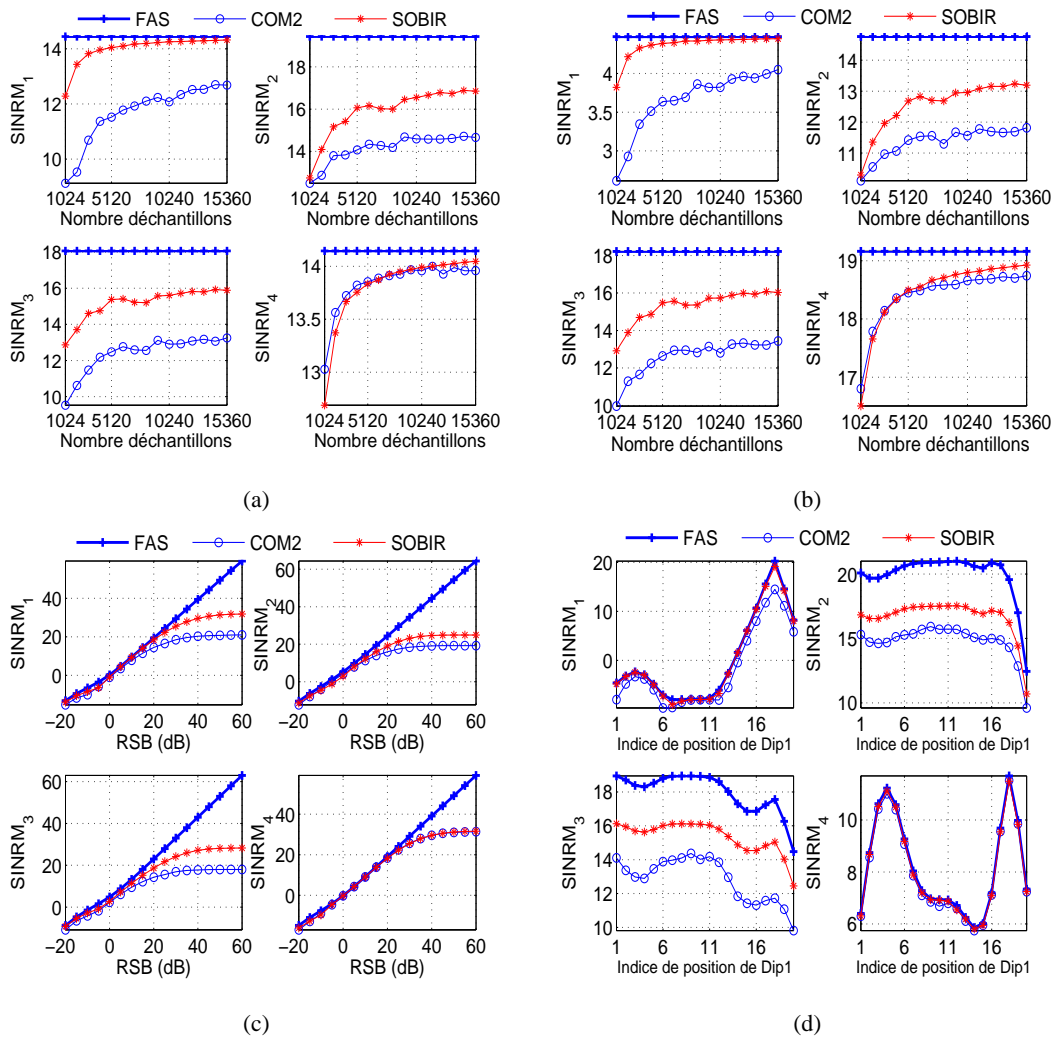 FAS COM2 SOBIR
SINRM1
14
12
10
1024 5120 10240 15360
Nombre déchantillons
SINRM2
18
16
14
1024 5120 10240 15360
Nombre déchantillons
SINRM3
18
16
14
12
10
1024 5120 10240 15360
Nombre déchantillons
SINRM4
14
13.5
13
1024 5120 10240 15360
Nombre déchantillons
(a)
FAS COM2 SOBIR
SINRM1
4
3.5
3
1024 5120 10240 15360
Nombre déchantillons
SINRM2
14
13
12
11
1024 5120 10240 15360
Nombre déchantillons
SINRM3
18
16
14
12
10
1024 5120 10240 15360
Nombre déchantillons
SINRM4
19
18
17
1024 5120 10240 15360
Nombre déchantillons
(b)
FAS COM2 SOBIR
SINRM1
40
20
0
−20 0 20 40 60
RSB (dB)
SINRM2
60
40
20
0
−20 0 20 40 60
RSB (dB)
SINRM3
60
40
20
0
−20 0 20 40 60
RSB (dB)
SINRM4
40
20
0
−20 0 20 40 60
RSB (dB)
(c)
FAS COM2 SOBIR
SINRM1
20
10
0
1 6 11 16
Indice de position de Dip1
SINRM2
20
15
10
1 6 11 16
Indice de position de Dip1
SINRM3
18
16
14
12
10
1 6 11 16
Indice de position de Dip1
SINRM4
10
8
6
1 6 11 16
Indice de position de Dip1
(d)